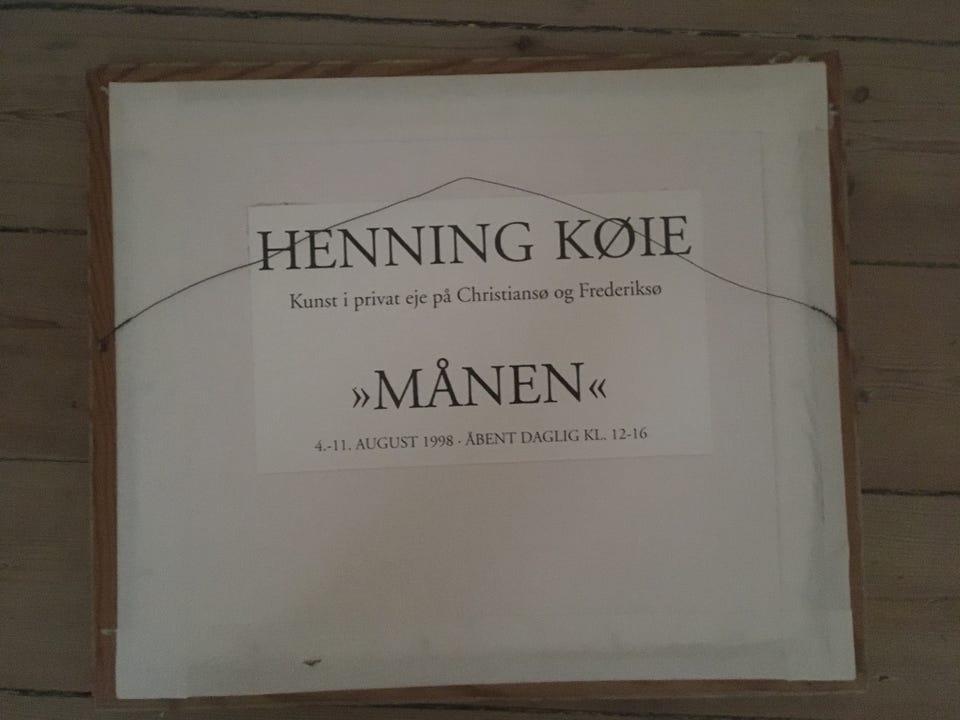 HENNING KØIE
Kunst i privat eje på Christiansø og Frederiksø
»MÅNEN«
4.-11. AUGUST 1998 · ÅBENT DAGLIG KL. 12-16